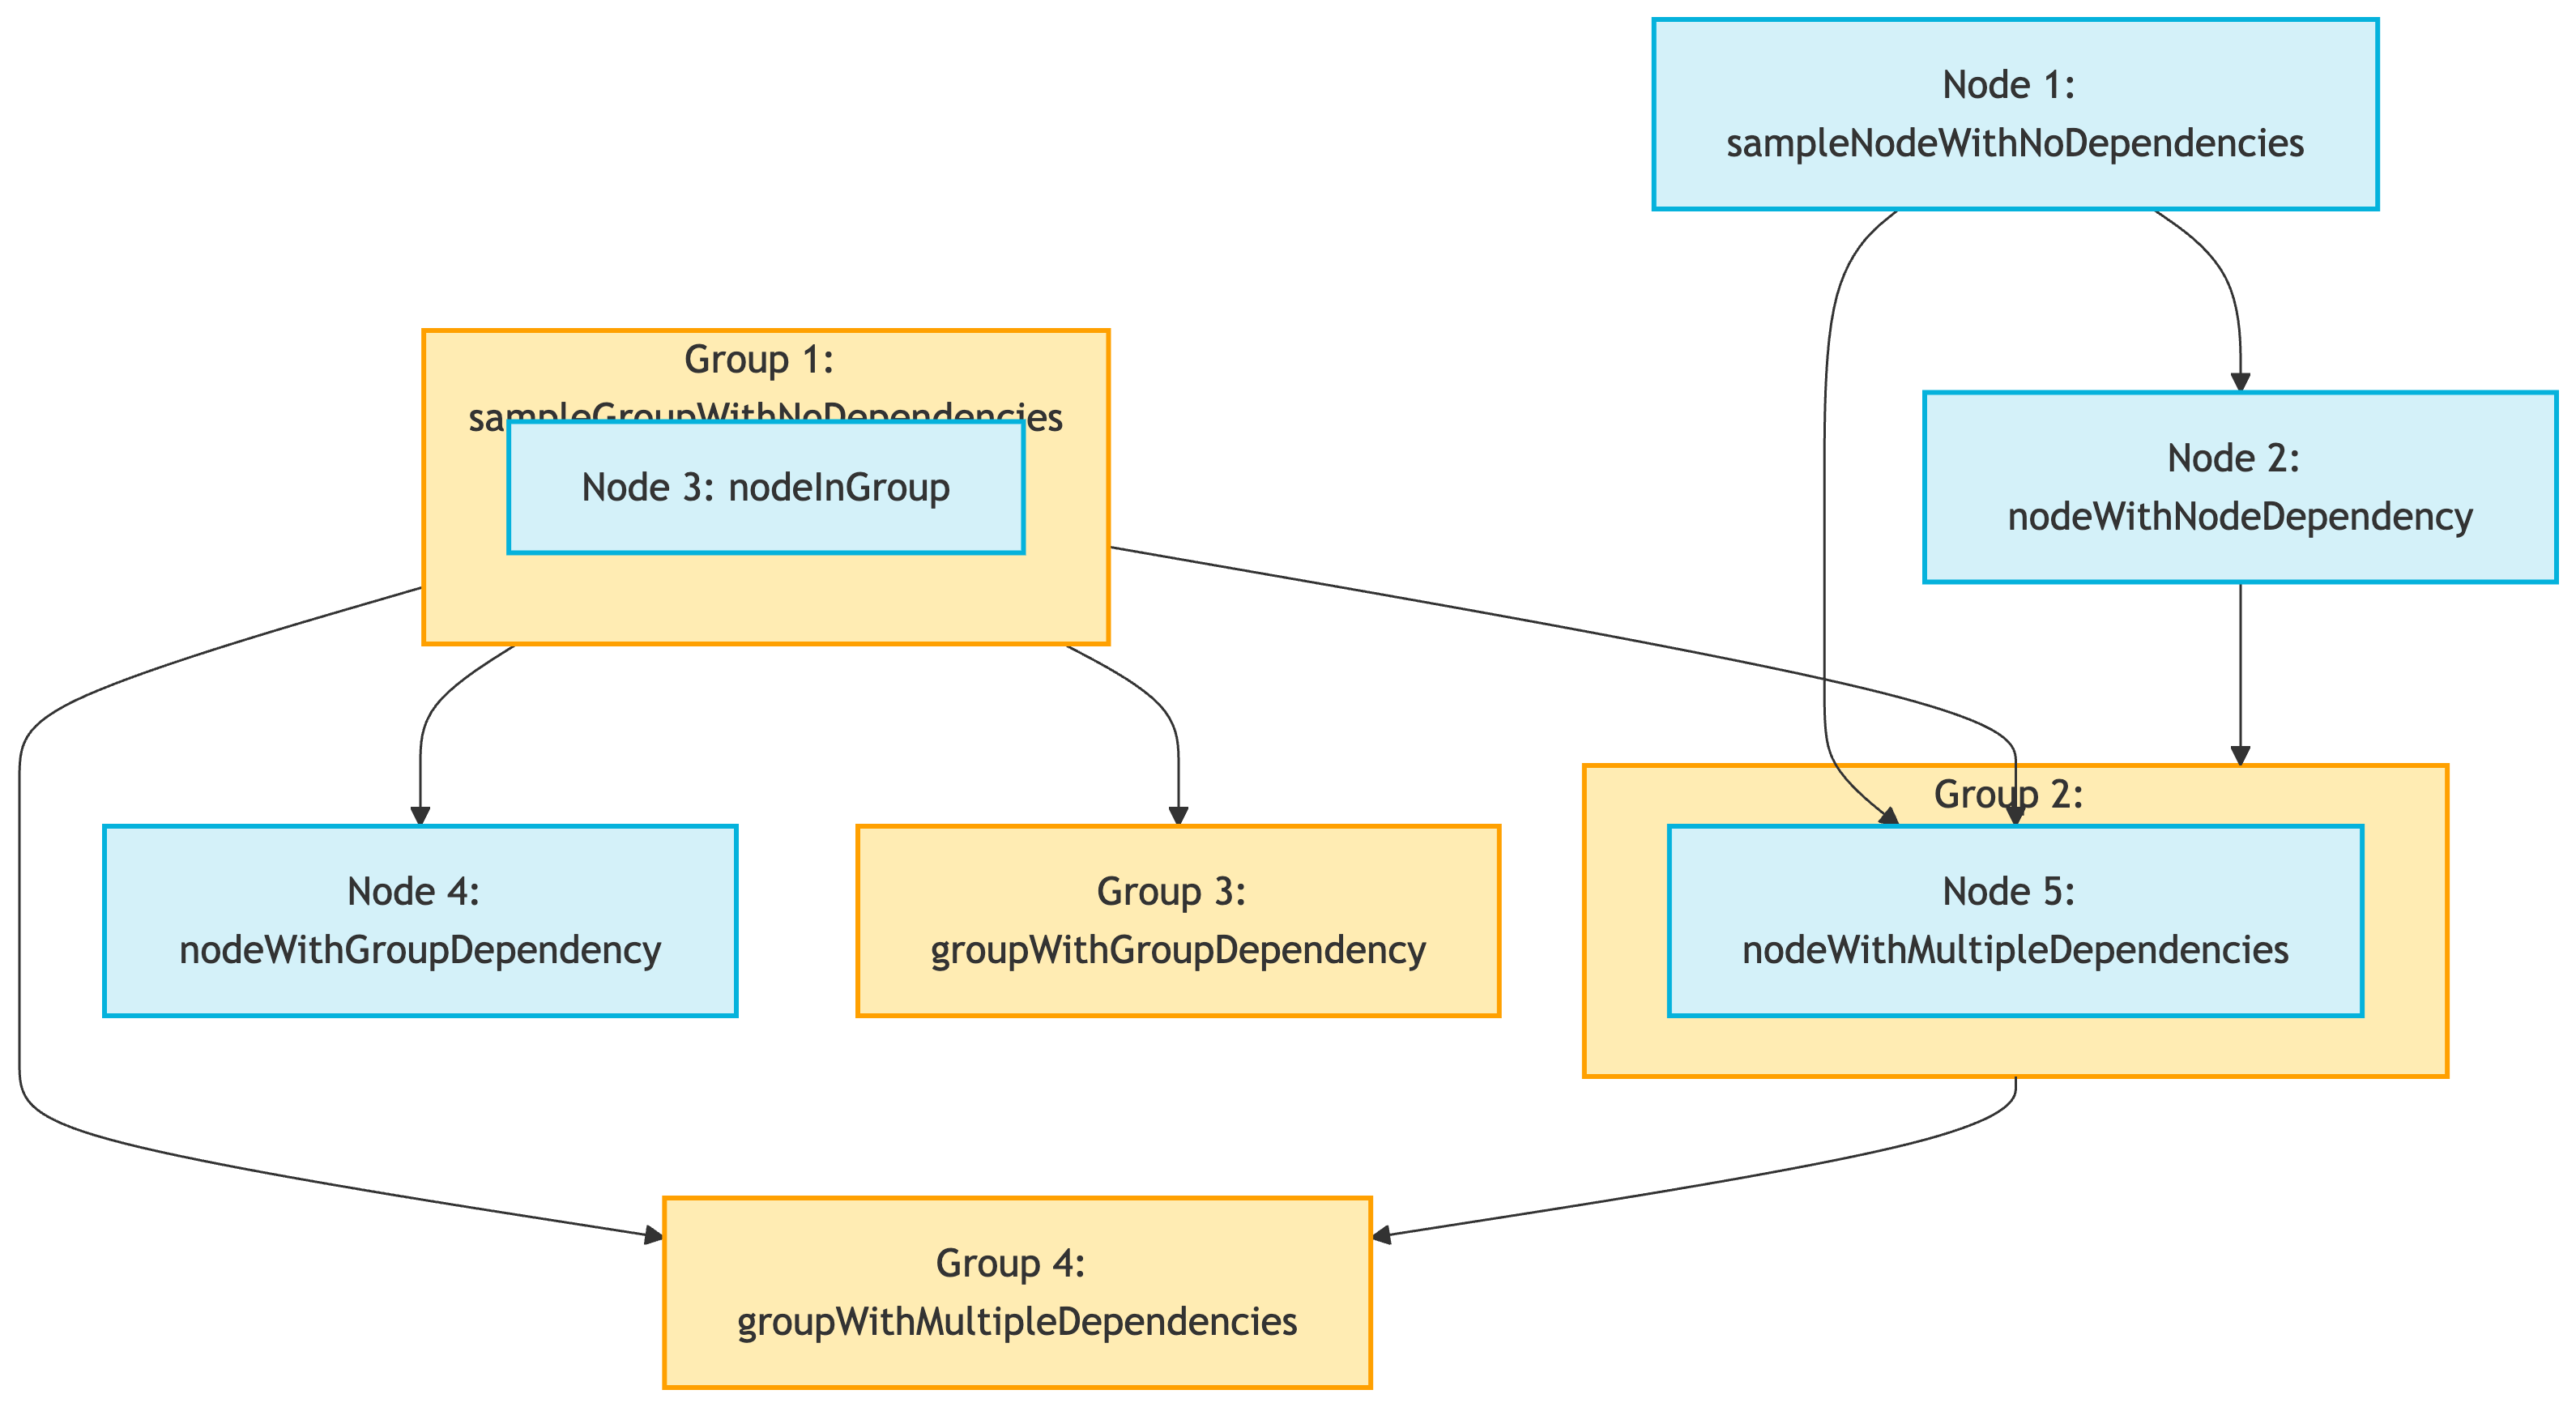 Node 1:
sampleNodeWithNoDependencies
Group 1:
sampleGroupWithNoDependencies
Node 3: nodeInGroup
Node 2:
nodeWithNodeDependency
Group 2:
Node 4:
nodeWithGroupDependency
Group 3:
groupWithGroupDependency
Node 5:
nodeWithMultipleDependencies
Group 4:
groupWithMultipleDependencies